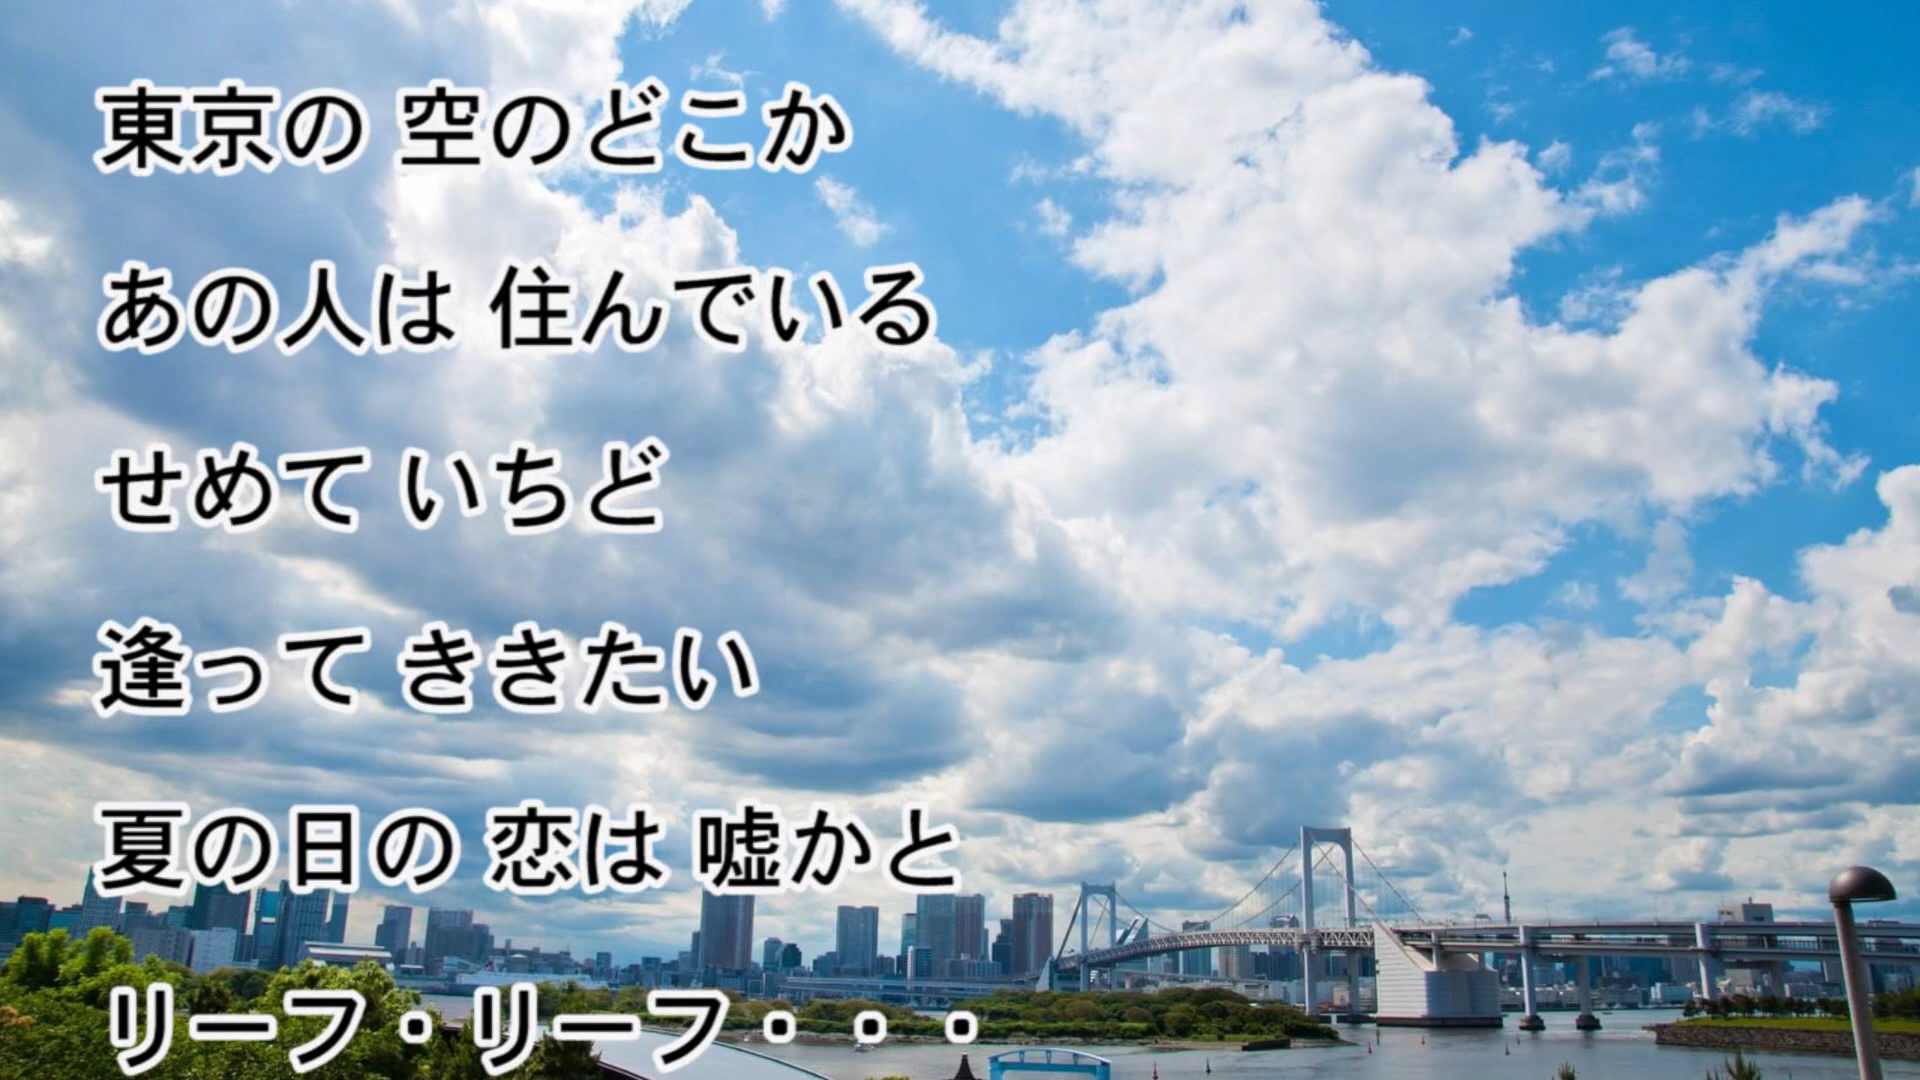 東京の 空のどこか
あの人は 住んでいる
せめて いちど
逢って ききたい
夏の日の 恋は 嘘かと
リーフ・リーフ・・・